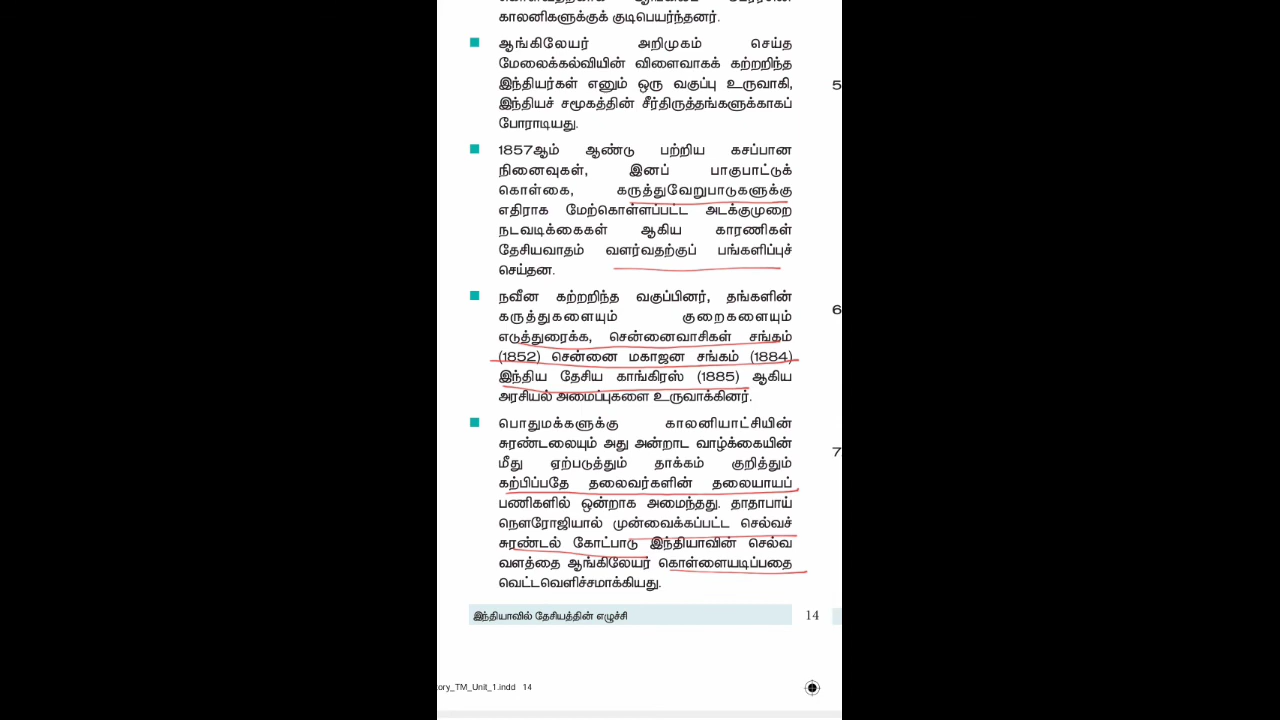 காலனிகளுக்குக் குடிபெயர்ந்தனர்.
■ ஆங்கிலேயர் அறிமுகம் செய்த
மேலைக்கல்வியின் விளைவாகக் கற்றறிந்த
இந்தியர்கள் எனும் ஒரு வகுப்பு உருவாகி,
இந்தியச் சமூகத்தின் சீர்திருத்தங்களுக்காகப்
போராடியது.
■ 1857ஆம் ஆண்டு பற்றிய கசப்பான
நினைவுகள், இனப் பாகுபாட்டுக்
கொள்கை, கருத்துவேறுபாடுகளுக்கு
எதிராக மேற்கொள்ளப்பட்ட அடக்குமுறை
நடவடிக்கைகள் ஆகிய காரணிகள்
தேசியவாதம் வளர்வதற்குப் பங்களிப்புச்
செய்தன.
■ நவீன கற்றறிந்த வகுப்பினர், தங்களின்
கருத்துகளையும் குறைகளையும்
எடுத்துரைக்க, சென்னைவாசிகள் சங்கம்
(1852) சென்னை மகாஜன சங்கம் (1884)
இந்திய தேசிய காங்கிரஸ் (1885) ஆகிய
அரசியல் அமைப்புகளை உருவாக்கினர்.
■ பொதுமக்களுக்கு காலனியாட்சியின்
சுரண்டலையும் அது அன்றாட வாழ்க்கையின்
மீது ஏற்படுத்தும் தாக்கம் குறித்தும்
கற்பிப்பதே தலைவர்களின் தலையாயப்
பணிகளில் ஒன்றாக அமைந்தது. தாதாபாய்
நௌரோஜியால் முன்வைக்கப்பட்ட செல்வச்
சுரண்டல் கோட்பாடு இந்தியாவின் செல்வ
வளத்தை ஆங்கிலேயர் கொள்ளையடிப்பதை
வெட்டவெளிச்சமாக்கியது.
இந்தியாவில் தேசியத்தின் எழுச்சி 14
ory_TM_Unit_1.indd 14
5
6
7